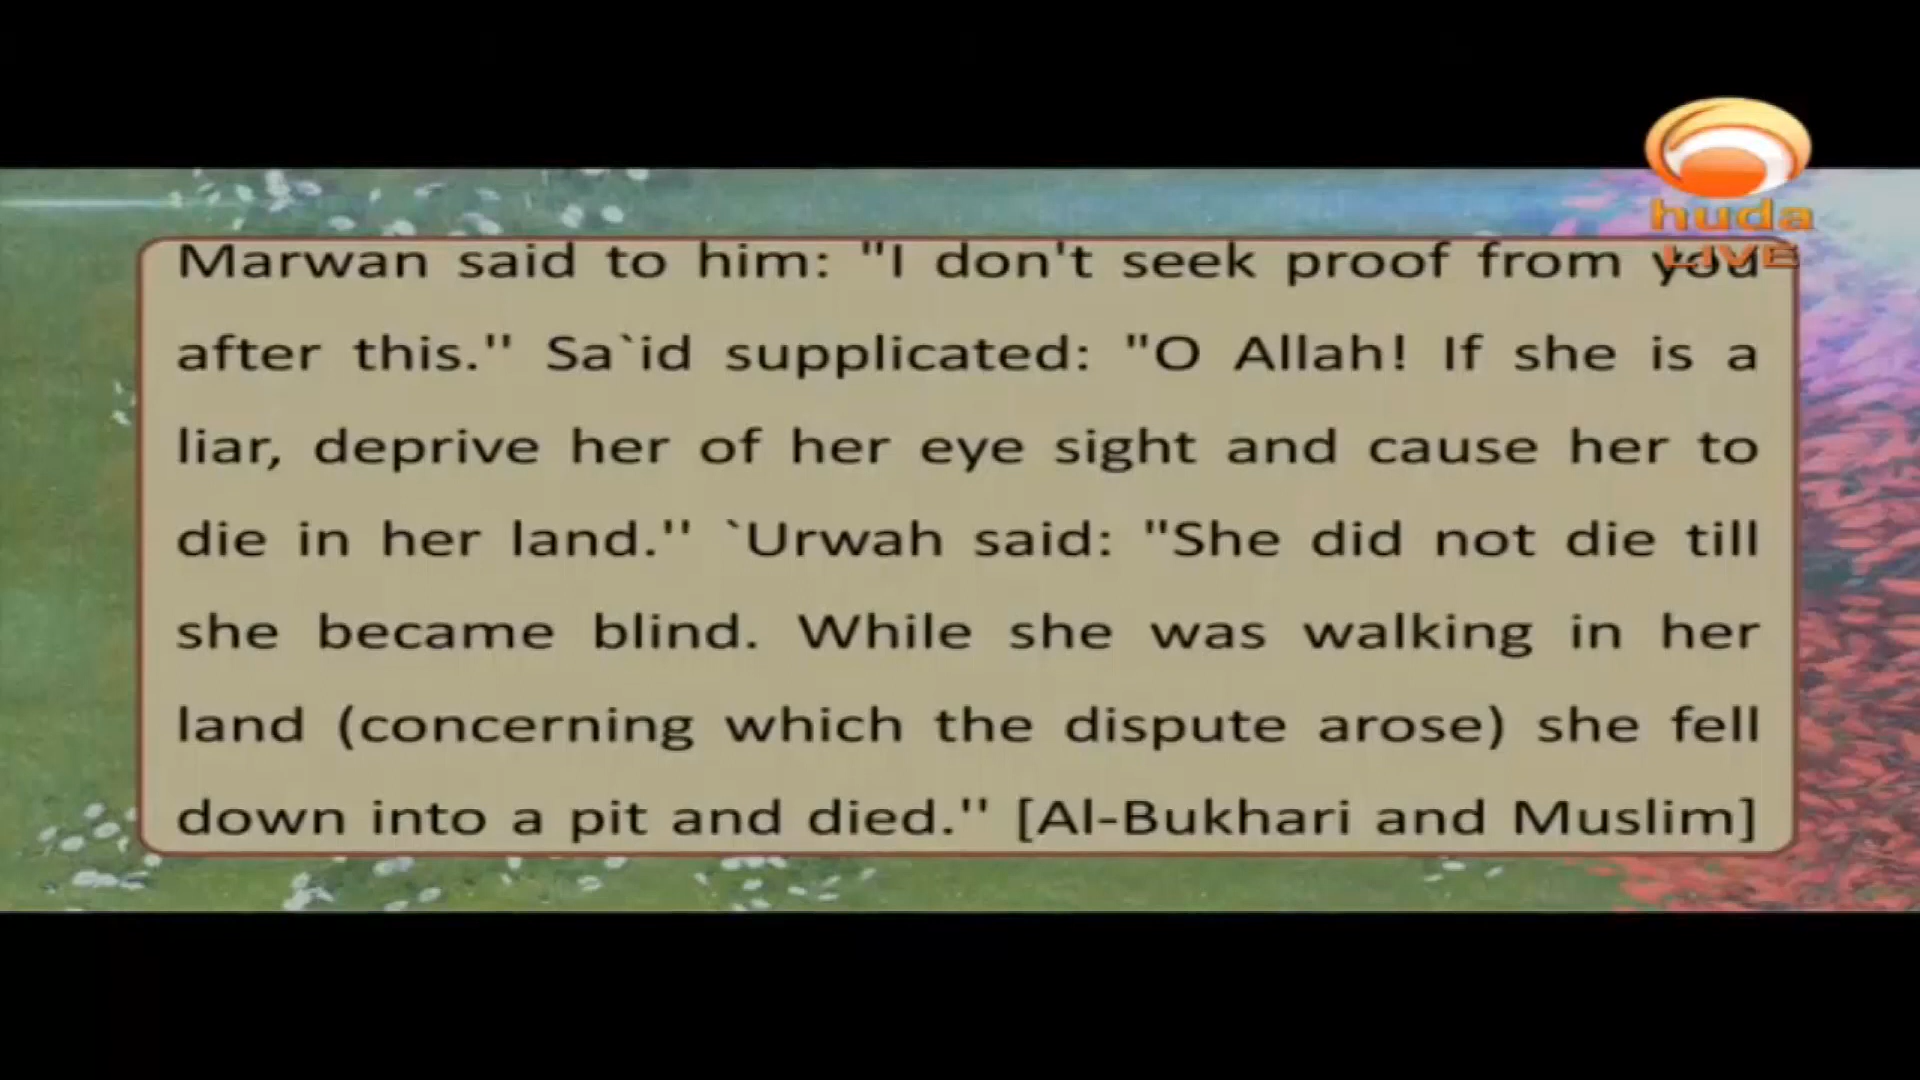 huda
LIVE
Marwan said to him: "I don't seek proof from you
after this.'' Sa`id supplicated: "O Allah! If she is a
liar, deprive her of her eye sight and cause her to
die in her land.'' `Urwah said: "She did not die till
she became blind. While she was walking in her
land (concerning which the dispute arose) she fell
down into a pit and died.'' [Al-Bukhari and Muslim]